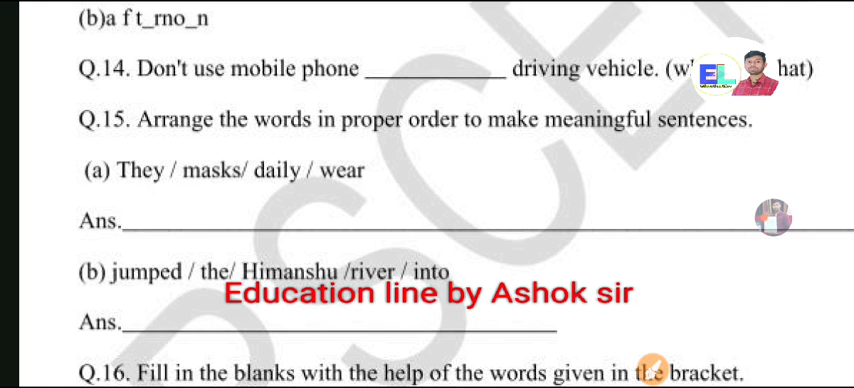 (b)a f t_rno_n
Q.14. Don't use mobile phone ____________ driving vehicle. (w hat)
EL
Q.15. Arrange the words in proper order to make meaningful sentences.
(a) They / masks/ daily / wear
Ans.____________
(b) jumped / the/ Himanshu /river / into
Education line by Ashok sir
Ans.____________
Q.16. Fill in the blanks with the help of the words given in the bracket.
PSCE